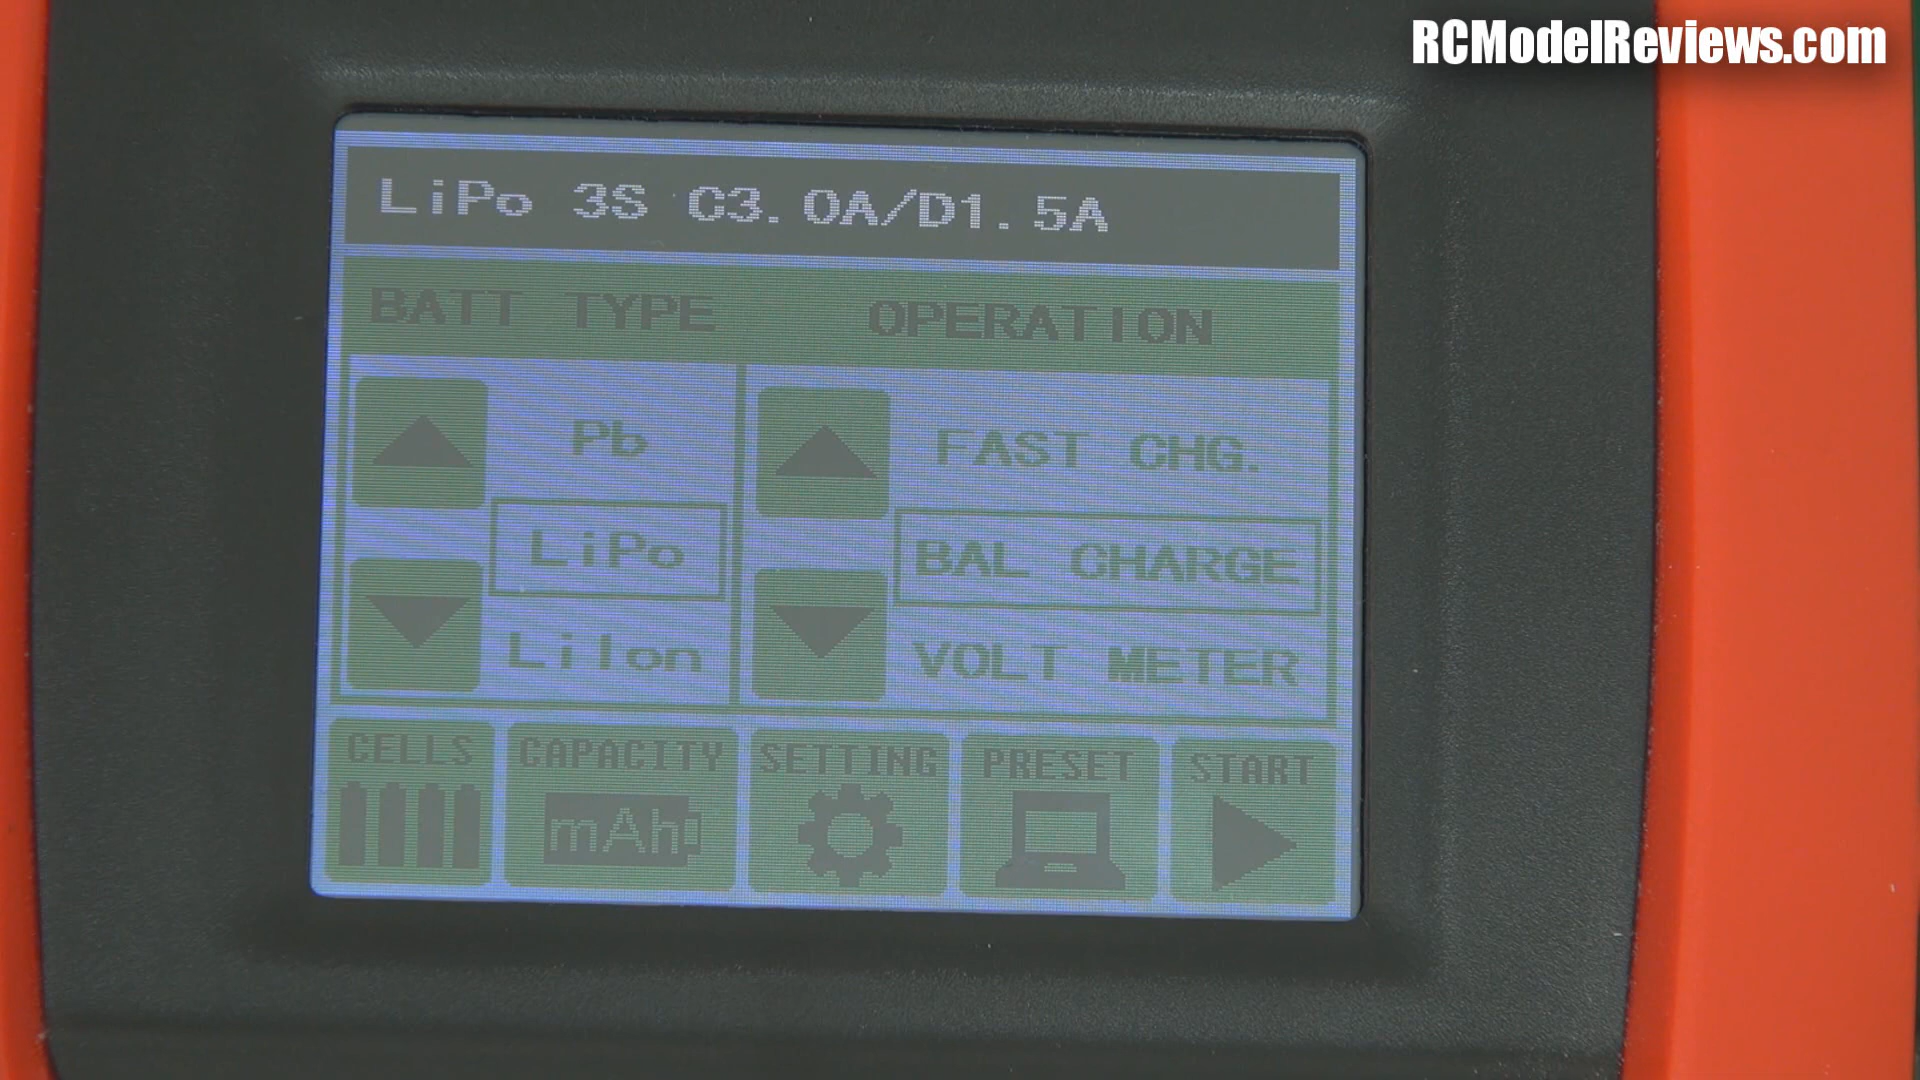 RCModelReviews.com
LiPo 3S C3.0A/D1.5A
BATT TYPE OPERATION
Pb FAST CHG.
LiPo BAL CHARGE
LiIon VOLT METER
CELLS CAPACITY SETTING PRESET START
mAh